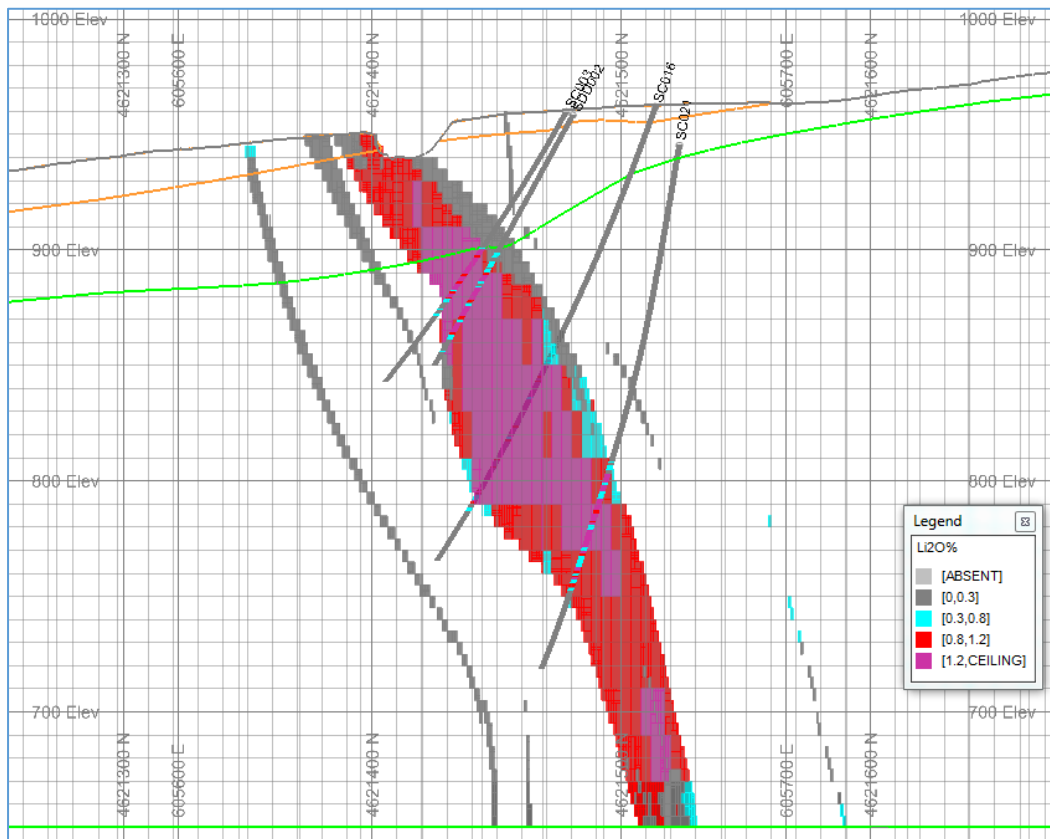 1000 Elev
1000 Elev
4621300 N
605600 E
4621400 N
4621500 N
605700 E
4621600 N
SC016
SC021
900 Elev
900 Elev
800 Elev
800 Elev
700 Elev
700 Elev
4621300 N
605600 E
4621400 N
4621500 N
605700 E
4621600 N
Legend
Li2O%
[ABSENT]
[0,0.3]
[0.3,0.8]
[0.8,1.2]
[1.2,CEILING]